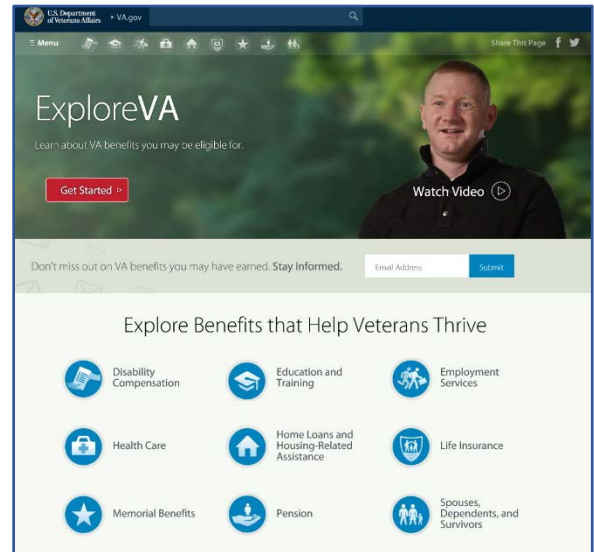 U.S. Department
of Veterans Affairs
VA.gov
Menu
Share This Page
ExploreVA
Learn about VA benefits you may be eligible for.
Get Started
Watch Video
Don't miss out on VA benefits you may have earned. Stay Informed.
Email Address
Submit
Explore Benefits that Help Veterans Thrive
Disability
Compensation
Education and
Training
Employment
Services
Health Care
Home Loans and
Housing-Related
Assistance
Life Insurance
Memorial Benefits
Pension
Spouses,
Dependents, and
Survivors